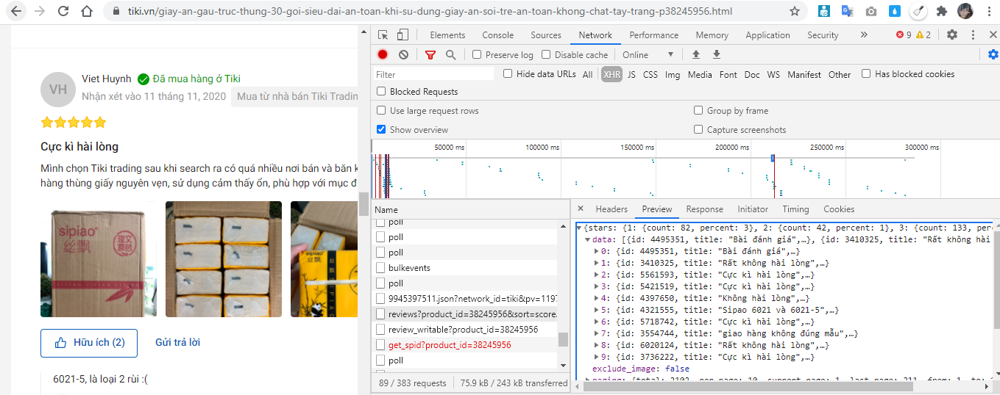 tiki.vn/giay-an-gau-truc-thung-30-goi-sieu-dai-an-toan-khi-su-dung-giay-an-soi-tre-an-toan-khong-chat-tay-trang-p38245956.html
VH
Viet Huynh Đã mua hàng ở Tiki
Nhận xét vào 11 tháng 11, 2020 Mua từ nhà bán Tiki Tradin
Cực kì hài lòng
Mình chọn Tiki trading sau khi search ra có quá nhiều nơi bán và băn k
hàng thùng giấy nguyên vẹn, sử dụng cảm thấy ổn, phù hợp với mục đ
sipiao
丝飘
Hữu ích (2) Gửi trả lời
6021-5, là loại 2 rùi :(
Elements Console Sources Network Performance Memory Application Security » 9 2
Preserve log Disable cache Online
Filter Hide data URLs All XHR JS CSS Img Media Font Doc WS Manifest Other Has blocked cookies
Blocked Requests
Use large request rows Group by frame
Show overview Capture screenshots
50000 ms 100000 ms 150000 ms 200000 ms 250000 ms 300000 ms
Name
poll
poll
poll
bulkevents
poll
9945397511.json?network_id=tiki&pv=1197
reviews?product_id=38245956&sort=score.
review_writable?product_id=38245956
get_spid?product_id=38245956
poll
89 / 383 requests 75.9 kB / 243 kB transferred
Headers Preview Response Initiator Timing Cookies
{stars: {1: {count: 82, percent: 3}, 2: {count: 42, percent: 1}, 3: {count: 133, perc
data: [{id: 4495351, title: "Bài đánh giá",…}, {id: 3410325, title: "Rất không hài
0: {id: 4495351, title: "Bài đánh giá",…}
1: {id: 3410325, title: "Rất không hài lòng",…}
2: {id: 5561593, title: "Cực kì hài lòng",…}
3: {id: 5421519, title: "Cực kì hài lòng",…}
4: {id: 4397650, title: "Không hài lòng",…}
5: {id: 4321555, title: "Sipao 6021 và 6021-5",…}
6: {id: 5718742, title: "Cực kì hài lòng",…}
7: {id: 3554744, title: "giao hàng không đúng mẫu",…}
8: {id: 6020124, title: "Rất không hài lòng",…}
9: {id: 3736222, title: "Cực kì hài lòng",…}
exclude_image: false
paging: {total: 2102, per_page: 10, current_page: 1, last_page: 211, from: 1, to: